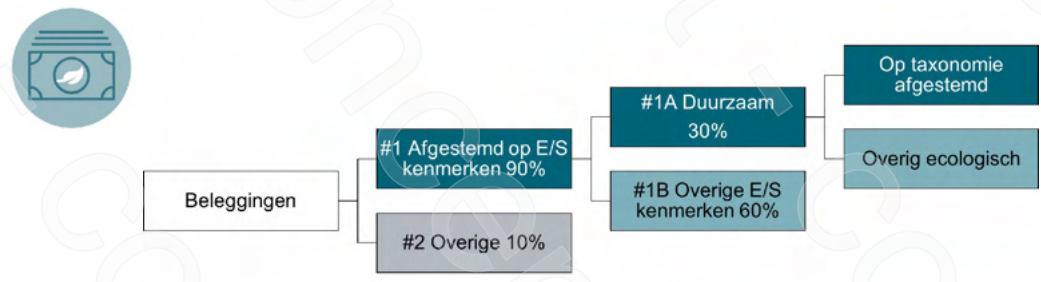 Beleggingen
#1 Afgestemd op E/S
kenmerken 90%
#2 Overige 10%
#1A Duurzaam
30%
#1B Overige E/S
kenmerken 60%
Op taxonomie
afgestemd
Overig ecologisch